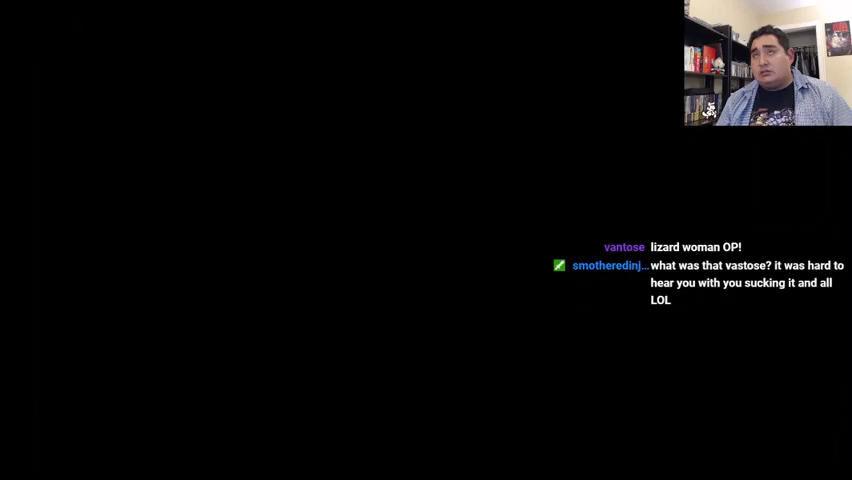 vantose lizard woman OP!
smotheredinj... what was that vastose? it was hard to
hear you with you sucking it and all
LOL